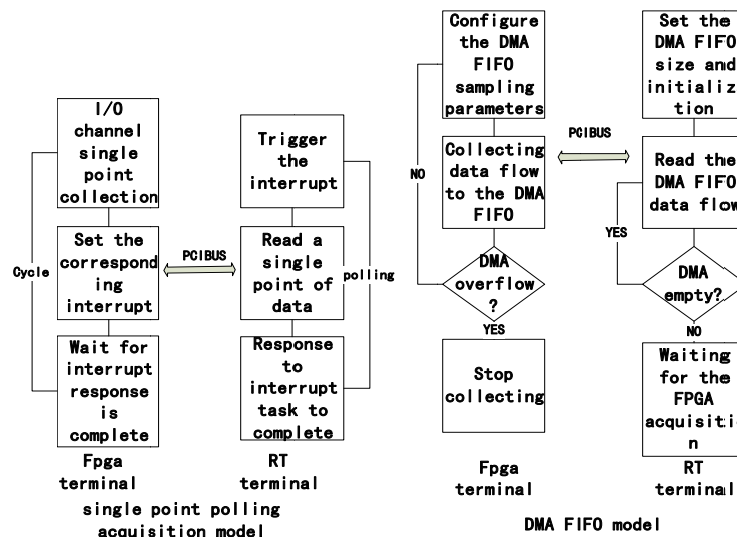 I/O
channel
single
point
collection
Set the
correspond
ing
interrupt
Wait for
interrupt
response
is
complete
Cycle
Fpga
terminal
PCIBUS
Trigger
the
interrupt
Read a
single
point of
data
Response
to
interrupt
task to
complete
polling
RT
terminal
single point polling
acquisition model
Configure
the DMA
FIFO
sampling
parameters
Collecting
data flow
to the DMA
FIFO
NO
DMA
overflow
?
YES
Stop
collecting
Fpga
terminal
PCIBUS
Set the
DMA FIFO
size and
initializ
tion
Read the
DMA FIFO
data flow
YES
DMA
empty?
NO
Waiting
for the
FPGA
acquisitic
n
RT
terminal
DMA FIFO model